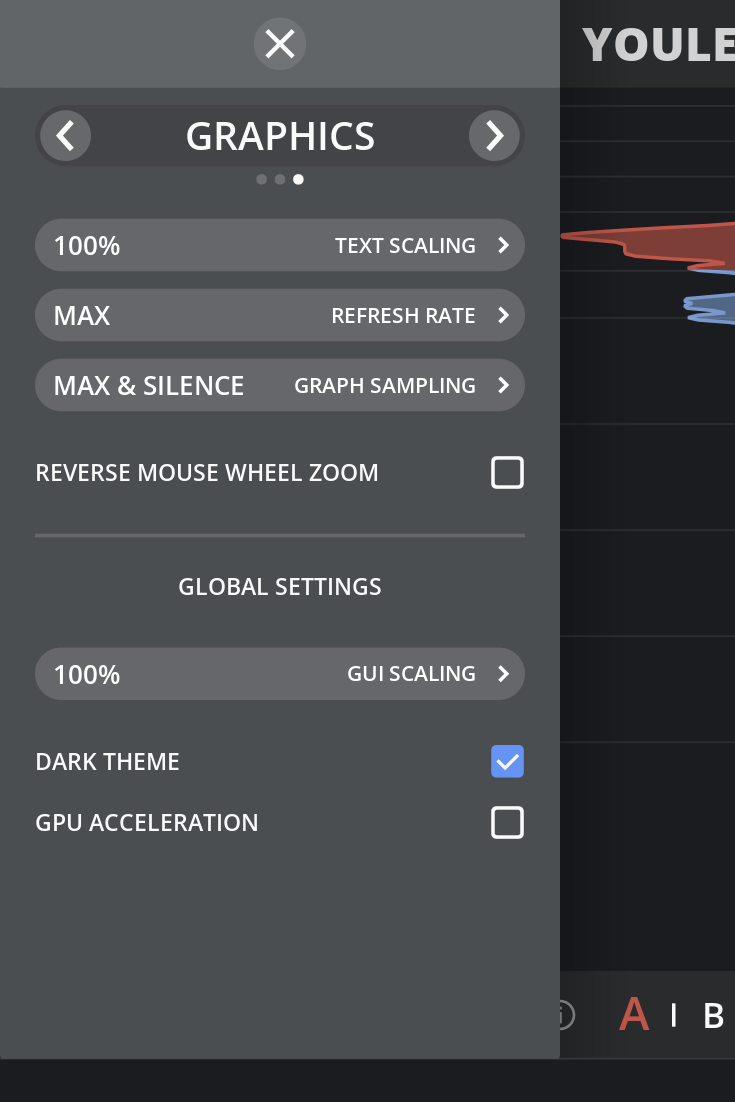 YOULE
GRAPHICS
100% TEXT SCALING
MAX REFRESH RATE
MAX & SILENCE GRAPH SAMPLING
REVERSE MOUSE WHEEL ZOOM
GLOBAL SETTINGS
100% GUI SCALING
DARK THEME
GPU ACCELERATION
A | B